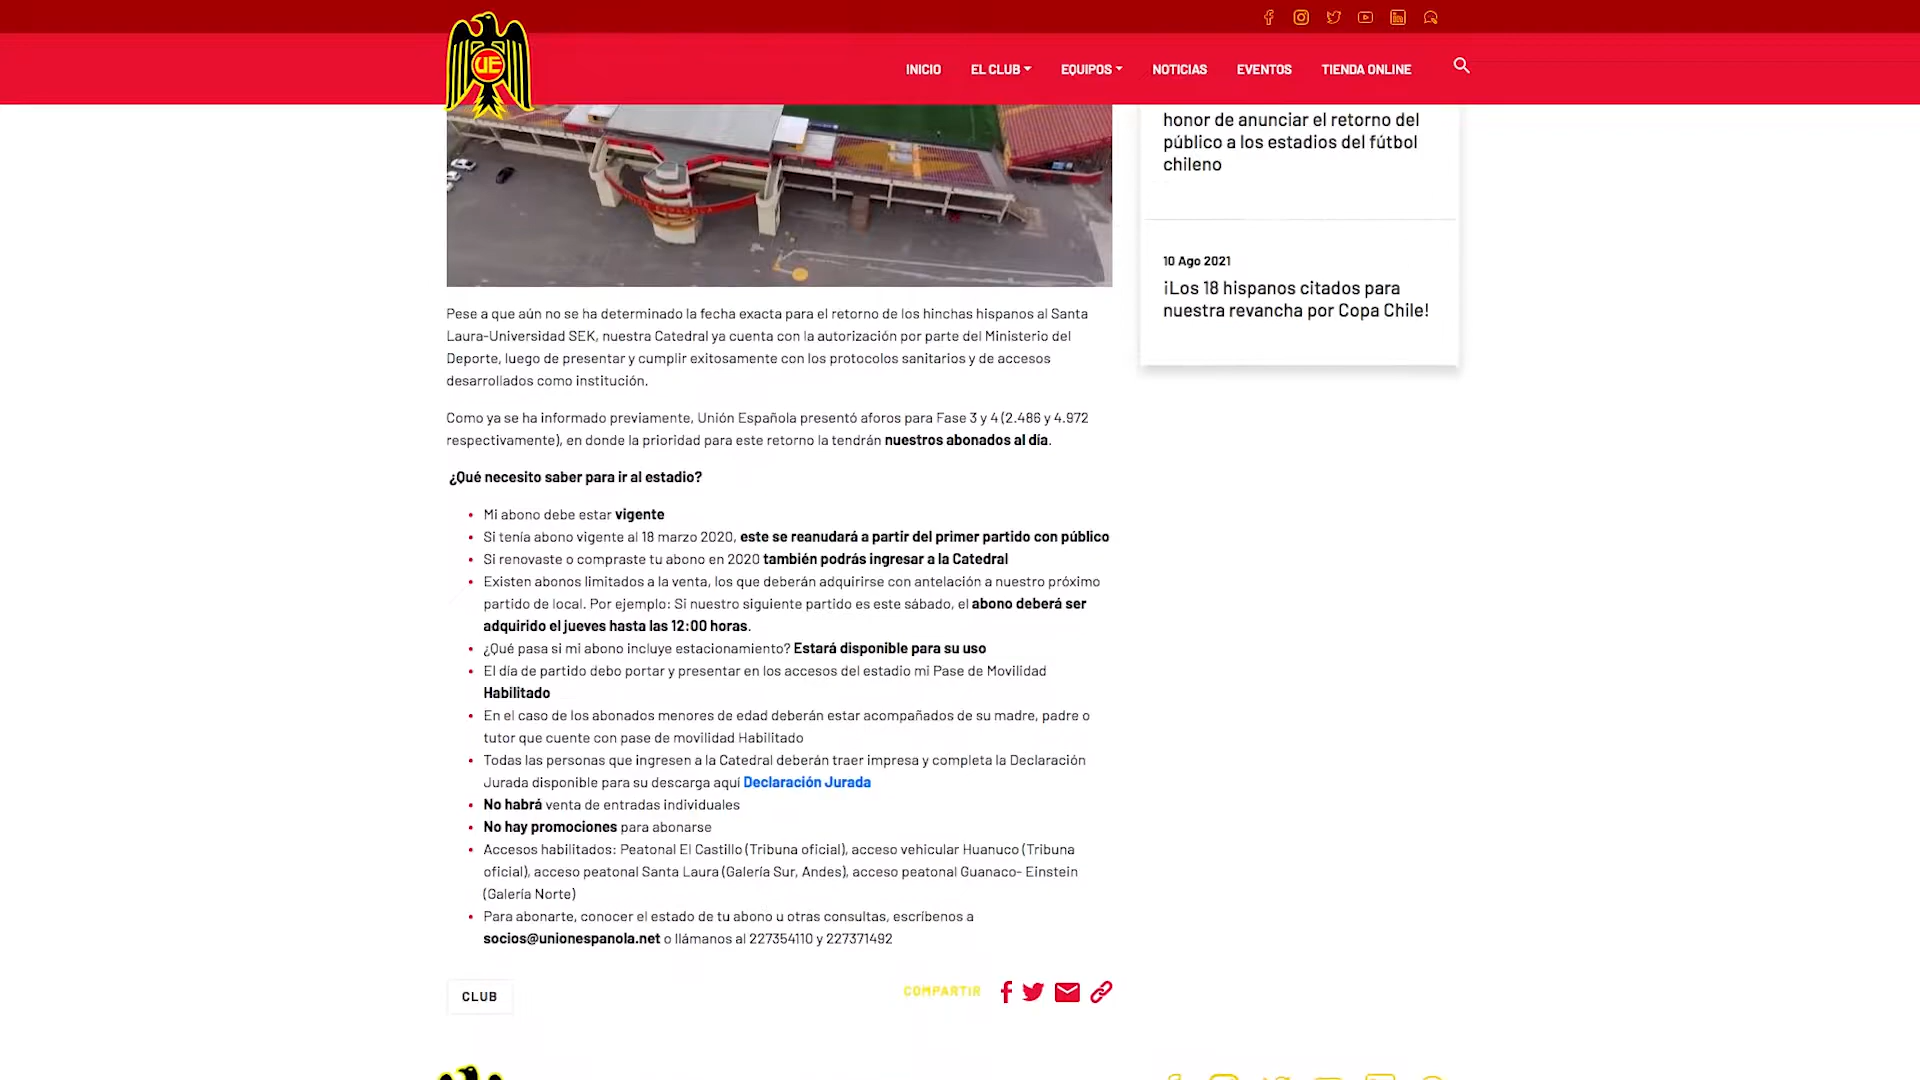 UE
INICIO
EL CLUB
EQUIPOS
NOTICIAS
EVENTOS
TIENDA ONLINE
UNION ESPAÑOLA
Pese a que aún no se ha determinado la fecha exacta para el retorno de los hinchas hispanos al Santa
Laura-Universidad SEK, nuestra Catedral ya cuenta con la autorización por parte del Ministerio del
Deporte, luego de presentar y cumplir exitosamente con los protocolos sanitarios y de accesos
desarrollados como institución.
Como ya se ha informado previamente, Unión Española presentó aforos para Fase 3 y 4 (2.486 y 4.972
respectivamente), en donde la prioridad para este retorno la tendrán nuestros abonados al día.
¿Qué necesito saber para ir al estadio?
Mi abono debe estar vigente
Si tenía abono vigente al 18 marzo 2020, este se reanudará a partir del primer partido con público
Si renovaste o compraste tu abono en 2020 también podrás ingresar a la Catedral
Existen abonos limitados a la venta, los que deberán adquirirse con antelación a nuestro próximo
partido de local. Por ejemplo: Si nuestro siguiente partido es este sábado, el abono deberá ser
adquirido el jueves hasta las 12:00 horas.
¿Qué pasa si mi abono incluye estacionamiento? Estará disponible para su uso
El día de partido debo portar y presentar en los accesos del estadio mi Pase de Movilidad
Habilitado
En el caso de los abonados menores de edad deberán estar acompañados de su madre, padre o
tutor que cuente con pase de movilidad Habilitado
Todas las personas que ingresen a la Catedral deberán traer impresa y completa la Declaración
Jurada disponible para su descarga aquí Declaración Jurada
No habrá venta de entradas individuales
No hay promociones para abonarse
Accesos habilitados: Peatonal El Castillo (Tribuna oficial), acceso vehicular Huanuco (Tribuna
oficial), acceso peatonal Santa Laura (Galería Sur, Andes), acceso peatonal Guanaco- Einstein
(Galería Norte)
Para abonarte, conocer el estado de tu abono u otras consultas, escríbenos a
socios@unionespanola.net o llámanos al 227354110 y 227371492
CLUB
COMPARTIR
honor de anunciar el retorno del
público a los estadios del fútbol
chileno
10 Ago 2021
¡Los 18 hispanos citados para
nuestra revancha por Copa Chile!